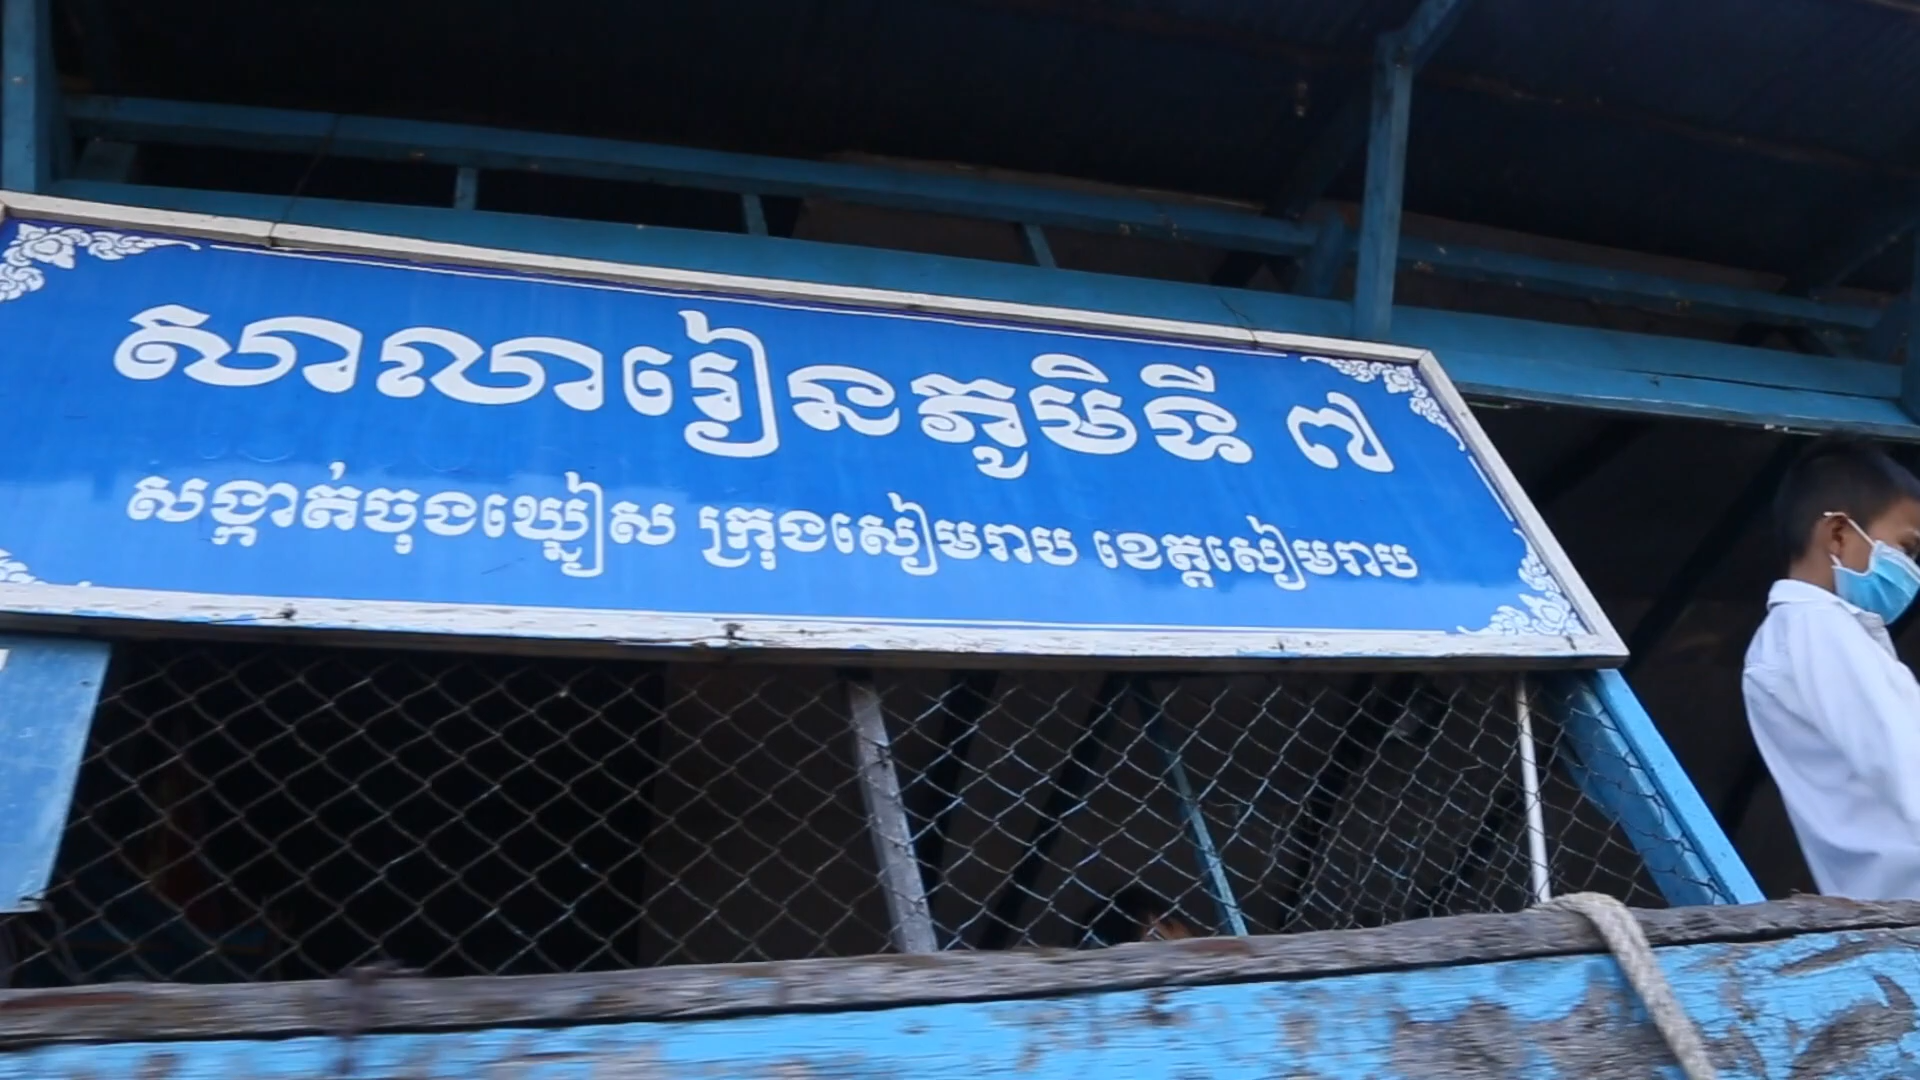 សាលារៀនភូមិទី ៧
សង្កាត់ចុងឃ្នៀស ក្រុងសៀមរាប ខេត្តសៀមរាប